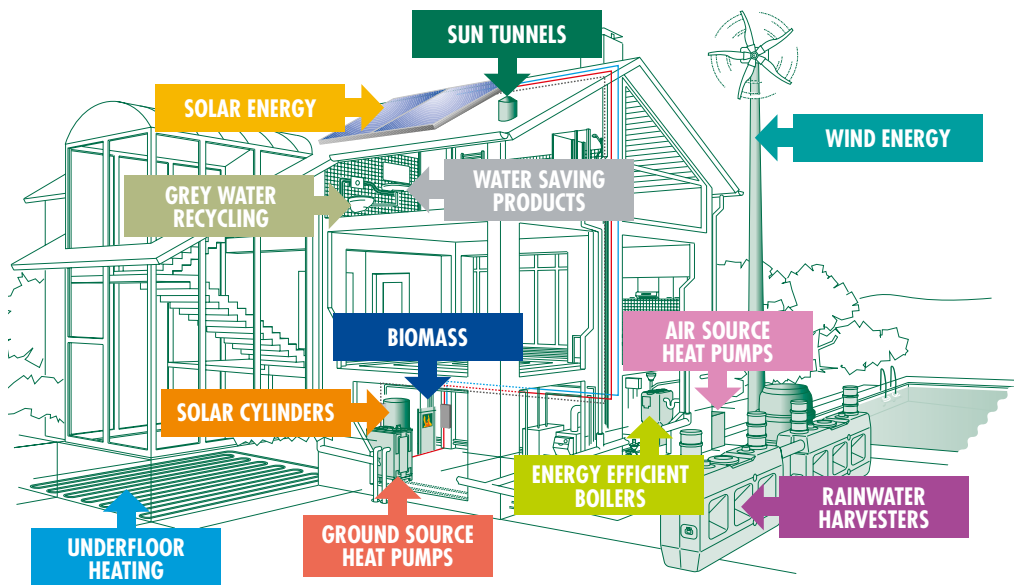 SUN TUNNELS
SOLAR ENERGY
WIND ENERGY
GREY WATER
RECYCLING
WATER SAVING
PRODUCTS
BIOMASS
AIR SOURCE
HEAT PUMPS
SOLAR CYLINDERS
ENERGY EFFICIENT
BOILERS
RAINWATER
HARVESTERS
UNDERFLOOR
HEATING
GROUND SOURCE
HEAT PUMPS